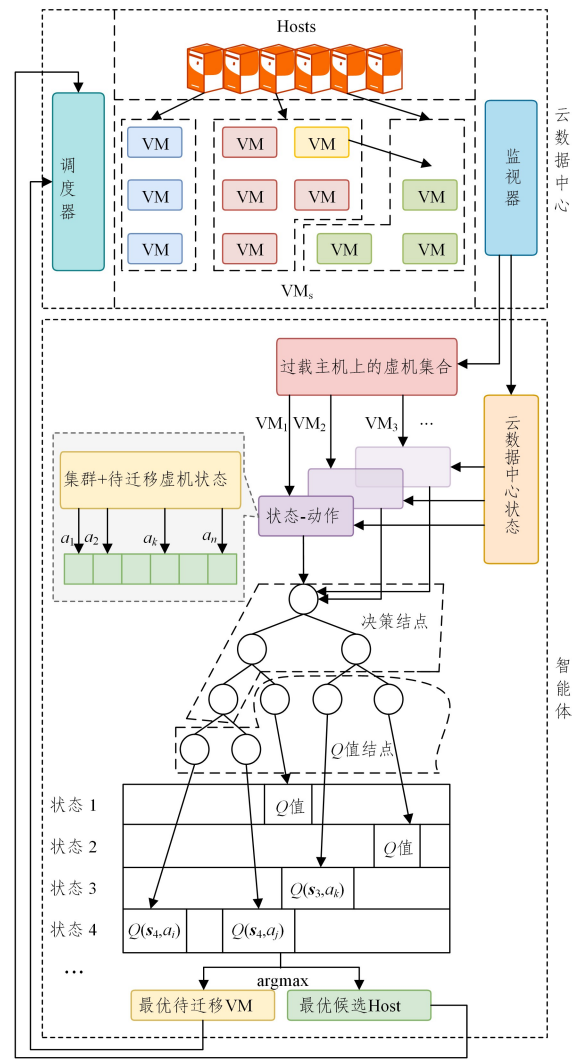 Hosts
调度器
VM
VM
VM
VM
VM
VM
VM
VM
VM
VM
VM
监视器
云数据中心
VMs
过载主机上的虚机集合
VM1
VM2
VM3
...
云数据中心状态
集群+待迁移虚机状态
状态-动作
a1
a2
ak
an
决策结点
智能体
Q值结点
状态 1
Q值
状态 2
Q值
状态 3
Q(s3,ak)
状态 4
Q(s4,ai)
Q(s4,aj)
...
argmax
最优待迁移VM
最优候选Host